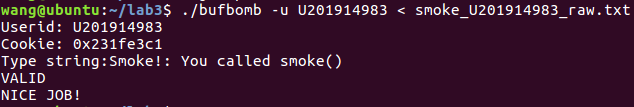 wang@ubuntu:~/lab3$ ./bufbomb -u U201914983 < smoke_U201914983_raw.txt
Userid: U201914983
Cookie: 0x231fe3c1
Type string:Smoke!: You called smoke()
VALID
NICE JOB!